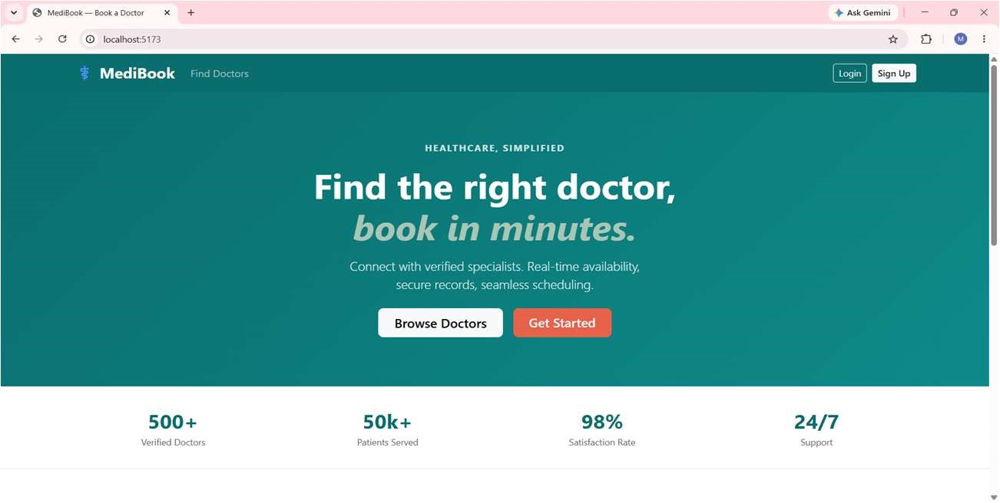 MediBook — Book a Doctor
Ask Gemini
localhost:5173
M
MediBook
Find Doctors
Login
Sign Up
HEALTHCARE, SIMPLIFIED
Find the right doctor,
book in minutes.
Connect with verified specialists. Real-time availability,
secure records, seamless scheduling.
Browse Doctors
Get Started
500+
Verified Doctors
50k+
Patients Served
98%
Satisfaction Rate
24/7
Support